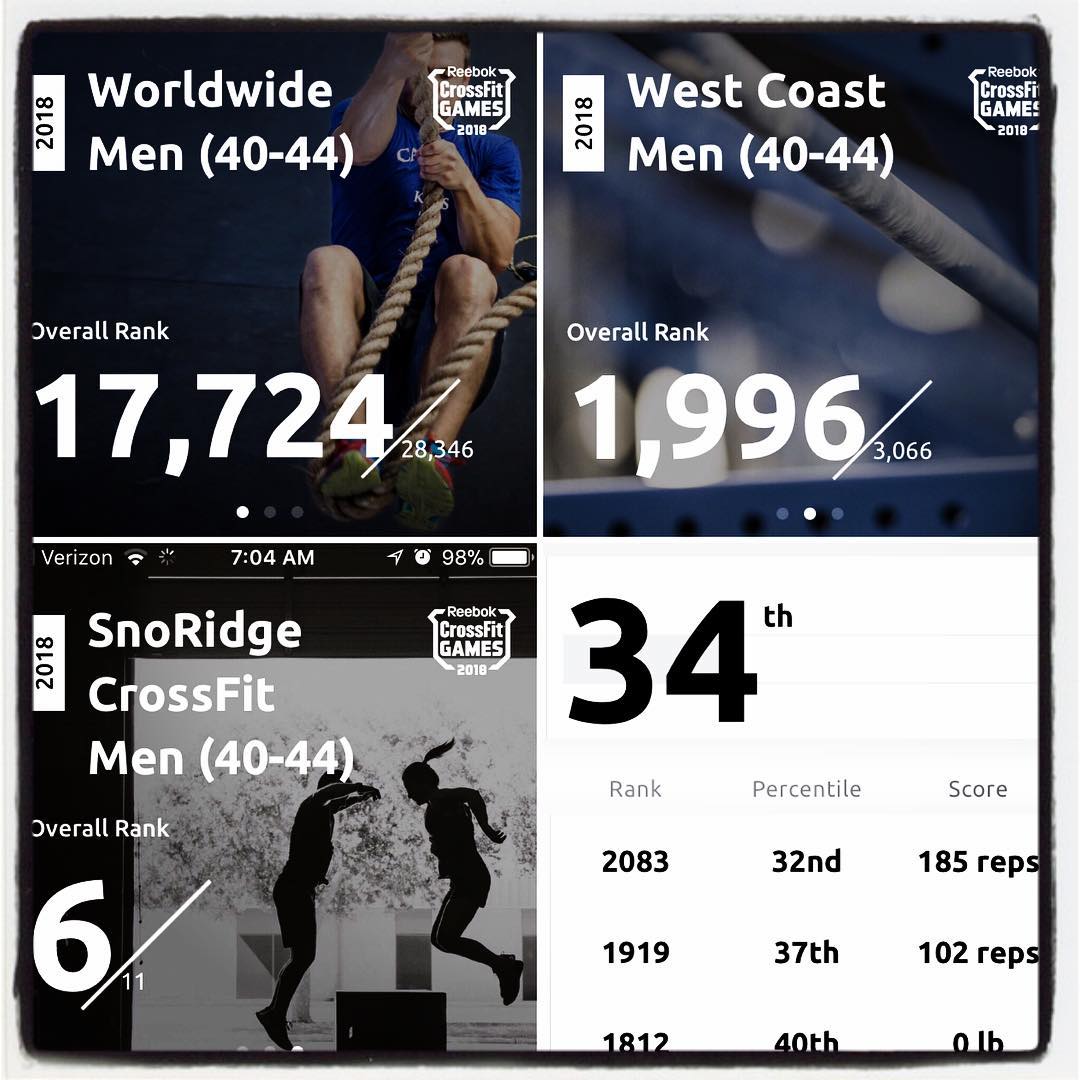 2018
Worldwide
Men (40-44)
Reebok
CrossFit
GAMES
2018
Overall Rank
17,724
28,346
2018
West Coast
Men (40-44)
Reebok
CrossFit
GAMES
2018
Overall Rank
1,996
3,066
Verizon 7:04 AM 98%
2018
SnoRidge
CrossFit
Men (40-44)
Reebok
CrossFit
GAMES
2018
Overall Rank
6
11
34th
Rank Percentile Score
2083 32nd 185 reps
1919 37th 102 reps
1812 40th 0 lb